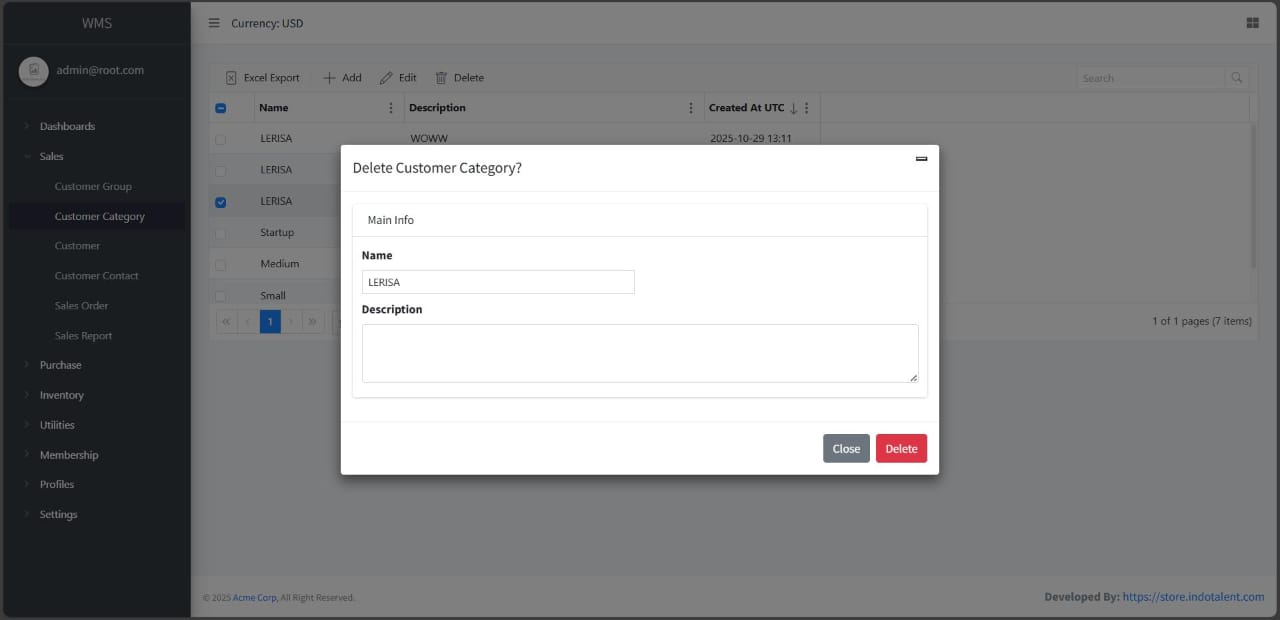 WMS
Currency: USD
admin@root.com
Dashboards
Sales
Customer Group
Customer Category
Customer
Customer Contact
Sales Order
Sales Report
Purchase
Inventory
Utilities
Membership
Profiles
Settings
Excel Export Add Edit Delete Search
Name Description Created At UTC
LERISA WOWW 2025-10-29 13:11
LERISA
LERISA
Startup
Medium
Small
1
1 of 1 pages (7 items)
Delete Customer Category?
Main Info
Name
LERISA
Description
Close Delete
© 2025 Acme Corp, All Right Reserved.
Developed By: https://store.indotalent.com